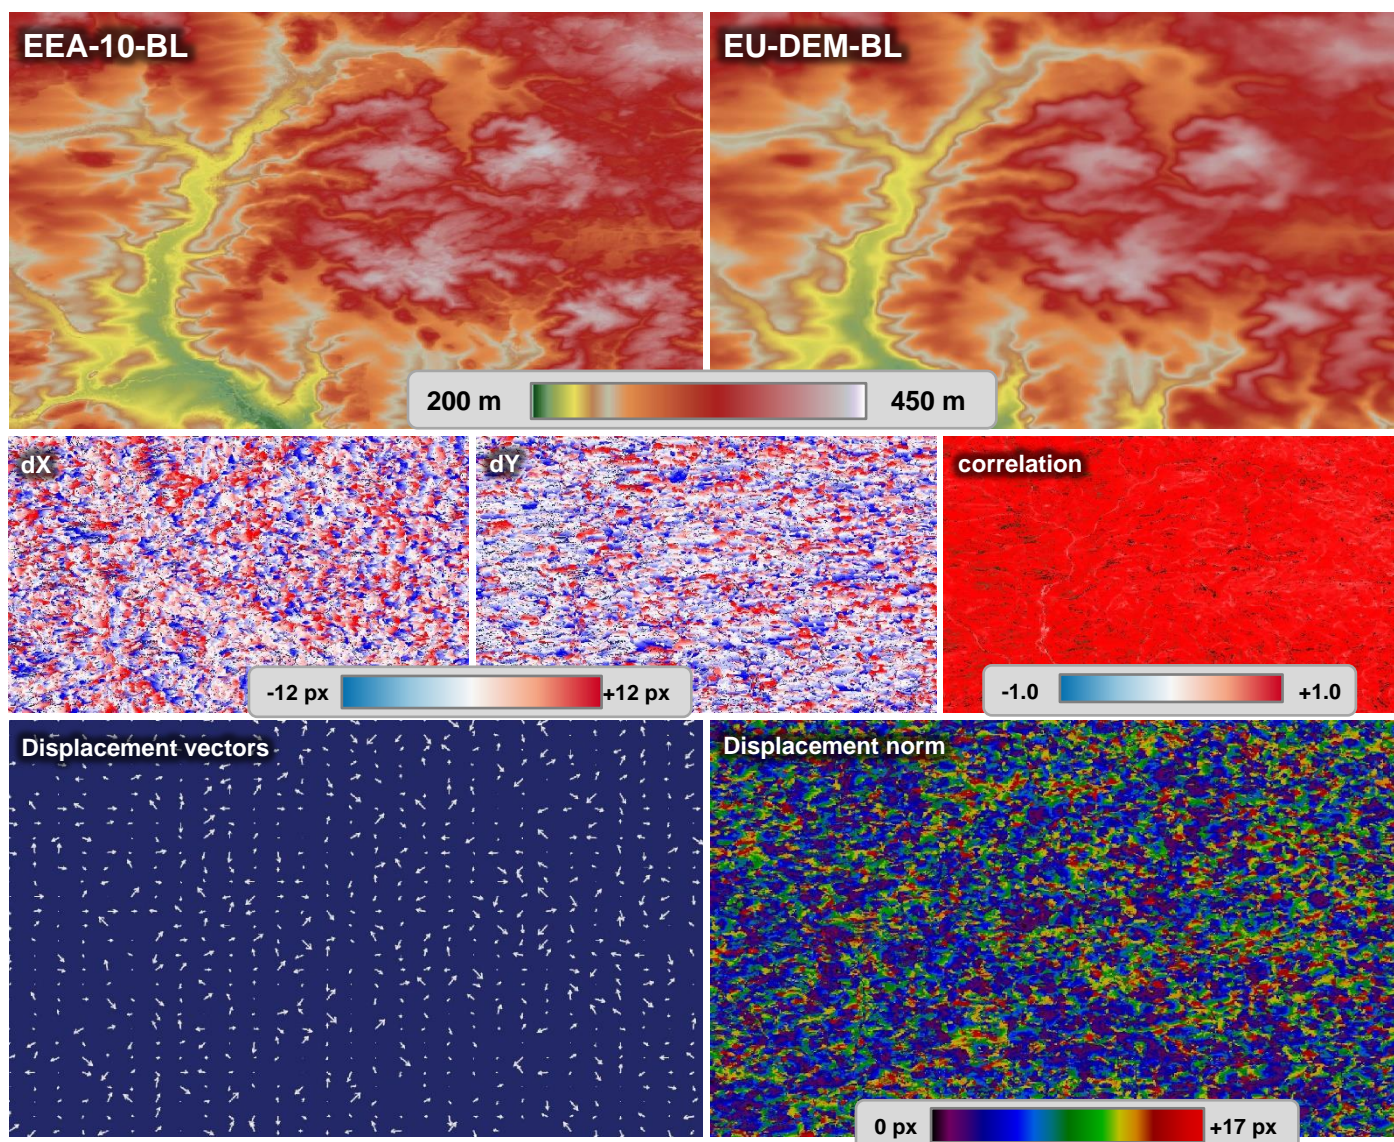 EEA-10-BL
EU-DEM-BL
200 m
450 m
dX
dY
correlation
-12 px
+12 px
-1.0
+1.0
Displacement vectors
Displacement norm
0 px
+17 px